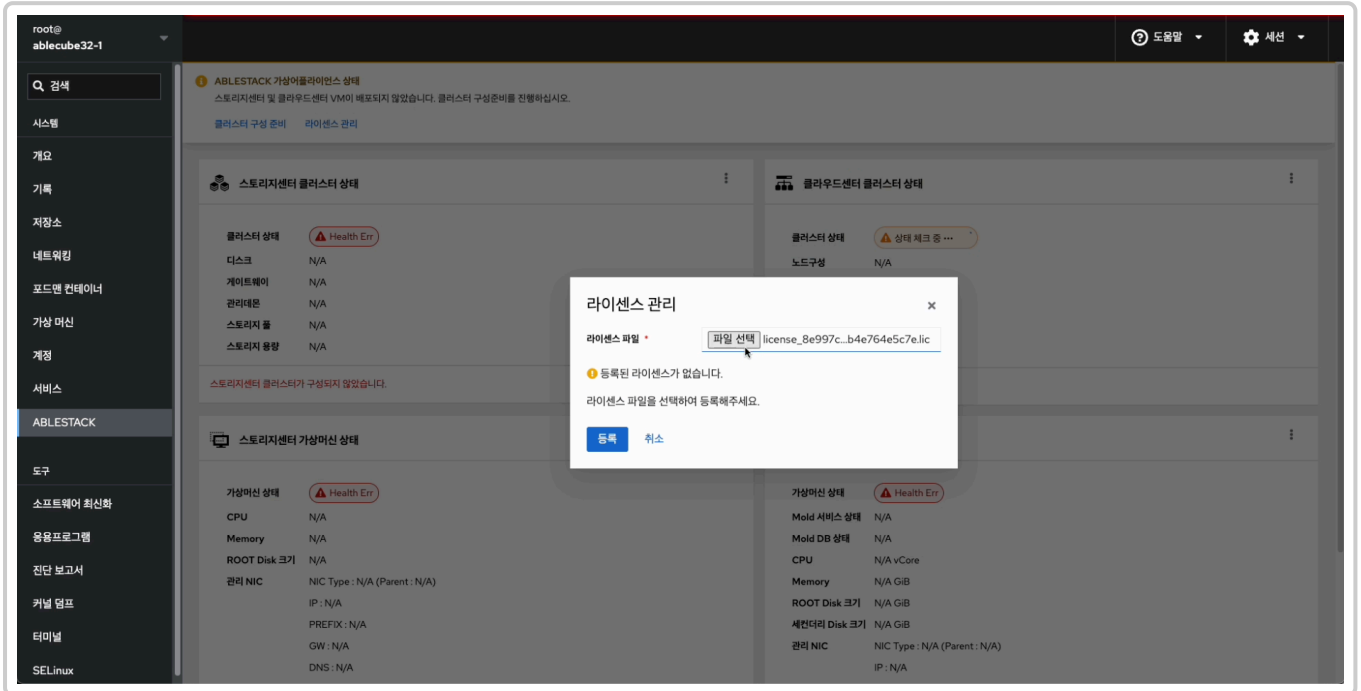 root@
ablecube32-1
도움말
세션
검색
시스템
개요
기록
저장소
네트워킹
포드맨 컨테이너
가상 머신
계정
서비스
ABLESTACK
도구
소프트웨어 최신화
응용프로그램
진단 보고서
커널 덤프
터미널
SELinux
ABLESTACK 가상어플라이언스 상태
스토리지센터 및 클라우드센터 VM이 배포되지 않았습니다. 클러스터 구성준비를 진행하십시오.
클러스터 구성 준비 라이센스 관리
스토리지센터 클러스터 상태
클러스터 상태 Health Err
디스크 N/A
게이트웨이 N/A
관리데몬 N/A
스토리지 풀 N/A
스토리지 용량 N/A
스토리지센터 클러스터가 구성되지 않았습니다.
클라우드센터 클러스터 상태
클러스터 상태 상태 체크 중 •••
노드구성 N/A
라이센스 관리
×
라이센스 파일 *
파일 선택 license_8e997c...b4e764e5c7e.lic
등록된 라이센스가 없습니다.
라이센스 파일을 선택하여 등록해주세요.
등록 취소
스토리지센터 가상머신 상태
가상머신 상태 Health Err
CPU N/A
Memory N/A
ROOT Disk 크기 N/A
관리 NIC NIC Type : N/A (Parent : N/A)
IP : N/A
PREFIX : N/A
GW : N/A
DNS : N/A
가상머신 상태 Health Err
Mold 서비스 상태 N/A
Mold DB 상태 N/A
CPU N/A vCore
Memory N/A GiB
ROOT Disk 크기 N/A GiB
세컨더리 Disk 크기 N/A GiB
관리 NIC NIC Type : N/A (Parent : N/A)
IP : N/A